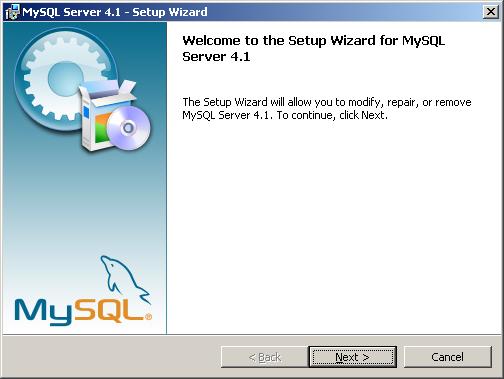 MySQL Server 4.1 - Setup Wizard
Welcome to the Setup Wizard for MySQL
Server 4.1
The Setup Wizard will allow you to modify, repair, or remove
MySQL Server 4.1. To continue, click Next.
MySQL®
< Back
Next >
Cancel